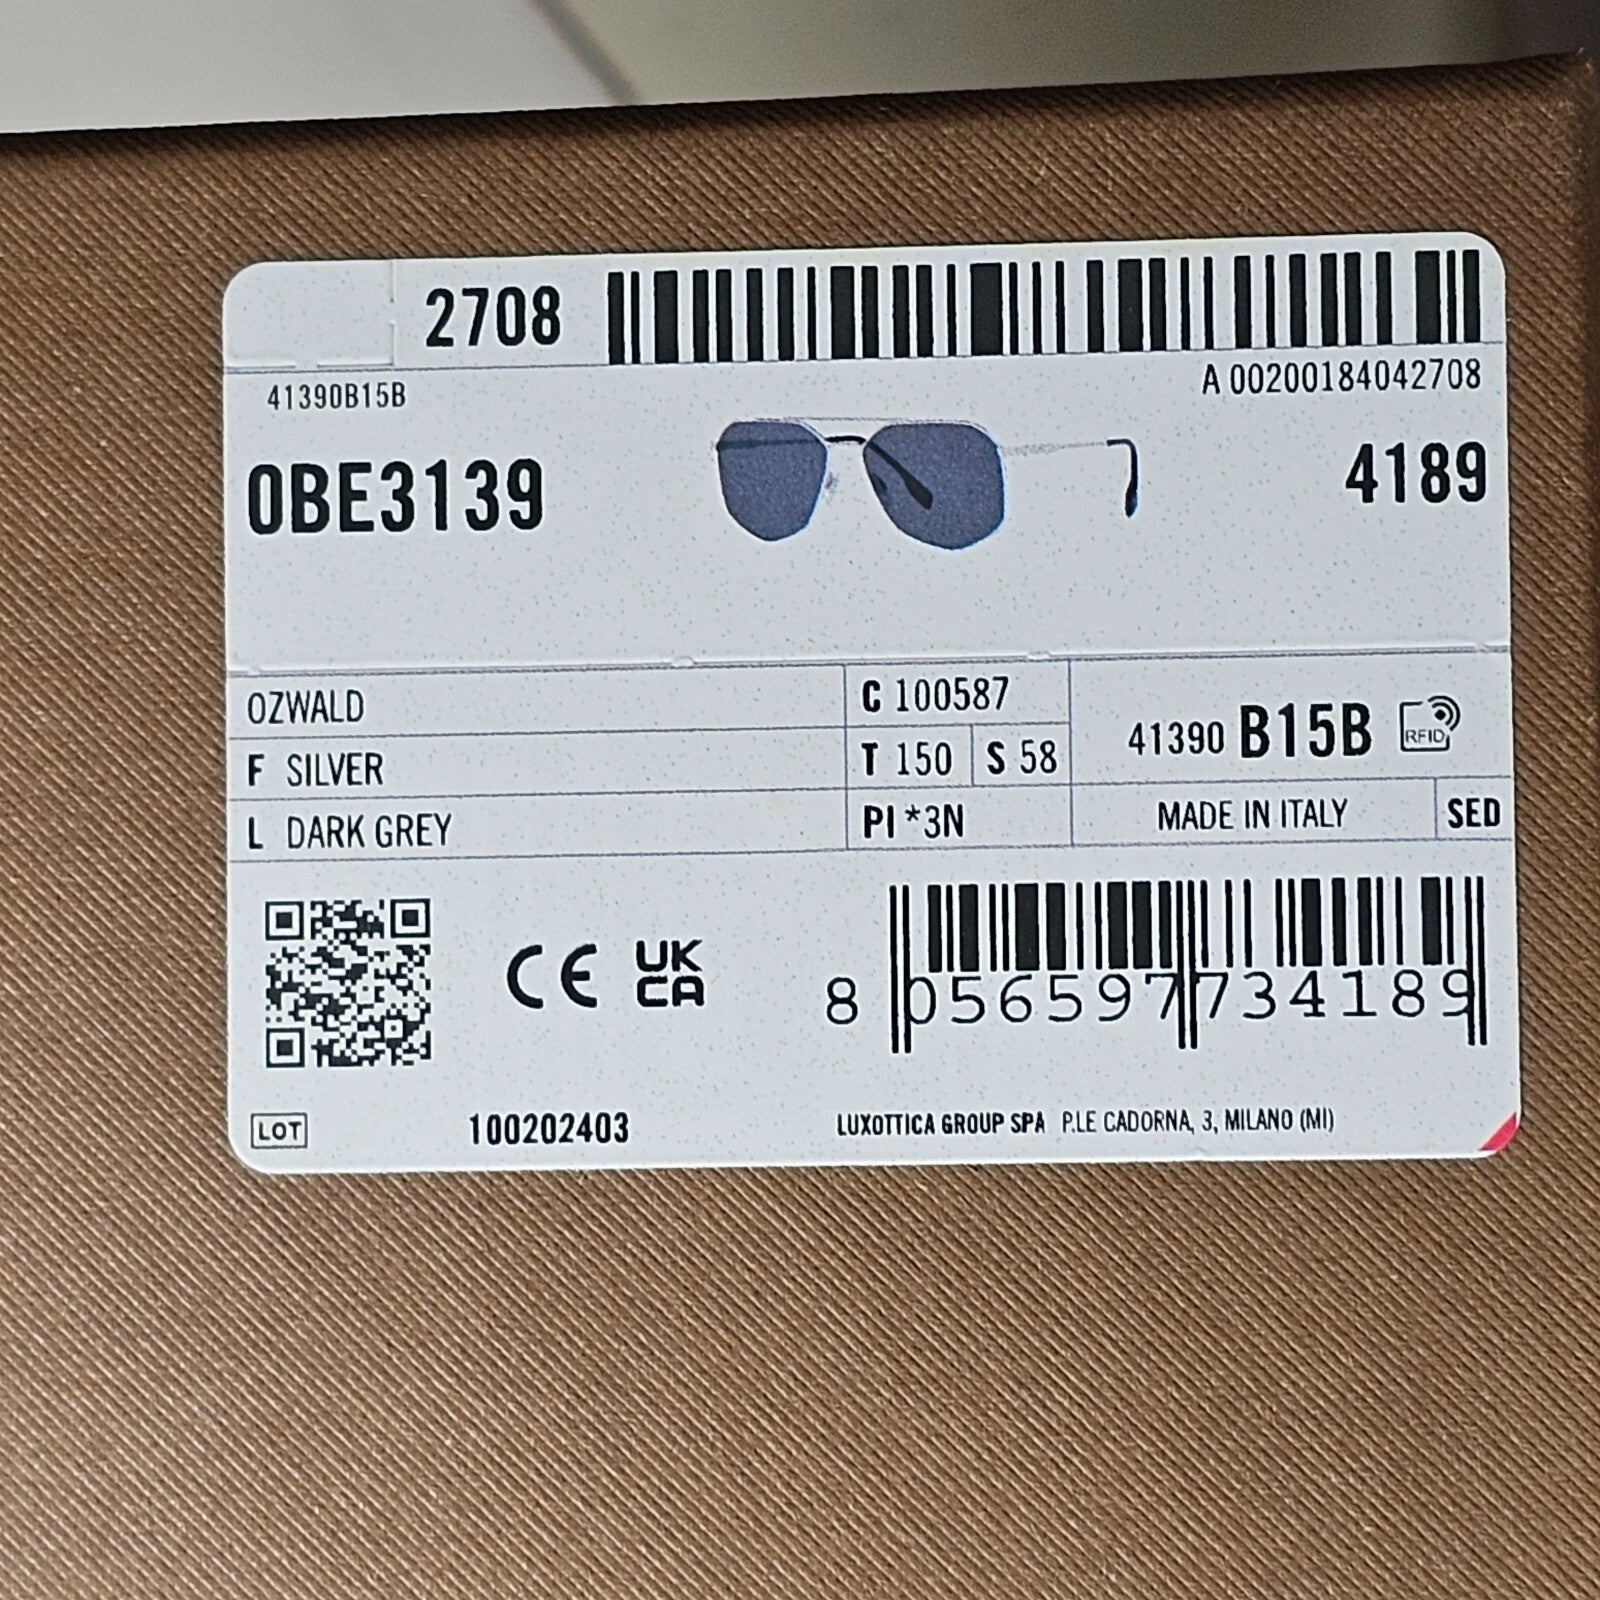 2708
A 00200184042708
41390B15B
0BE3139
4189
OZWALD
C 100587
F SILVER
T 150 S 58
41390 B15B RFID
L DARK GREY
PI *3N
MADE IN ITALY SED
CE UK CA
8 056597 734189
LOT 100202403
LUXOTTICA GROUP SPA P.LE CADORNA, 3, MILANO (MI)